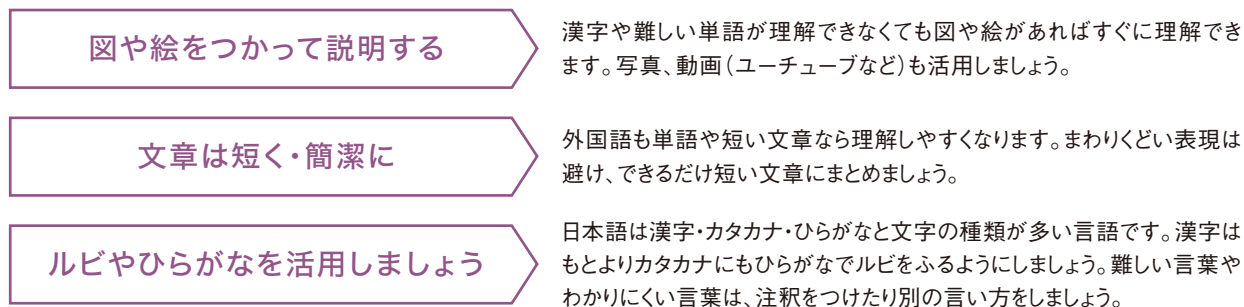 図や絵をつかって説明する
漢字や難しい単語が理解できなくても図や絵があればすぐに理解でき
ます。写真、動画（ユーチューブなど）も活用しましょう。
文章は短く・簡潔に
外国語も単語や短い文章なら理解しやすくなります。まわりくどい表現は
避け、できるだけ短い文章にまとめましょう。
ルビやひらがなを活用しましょう
日本語は漢字・カタカナ・ひらがなと文字の種類が多い言語です。漢字は
もとよりカタカナにもひらがなでルビをふるようにしましょう。難しい言葉や
わかりにくい言葉は、注釈をつけたり別の言い方をしましょう。